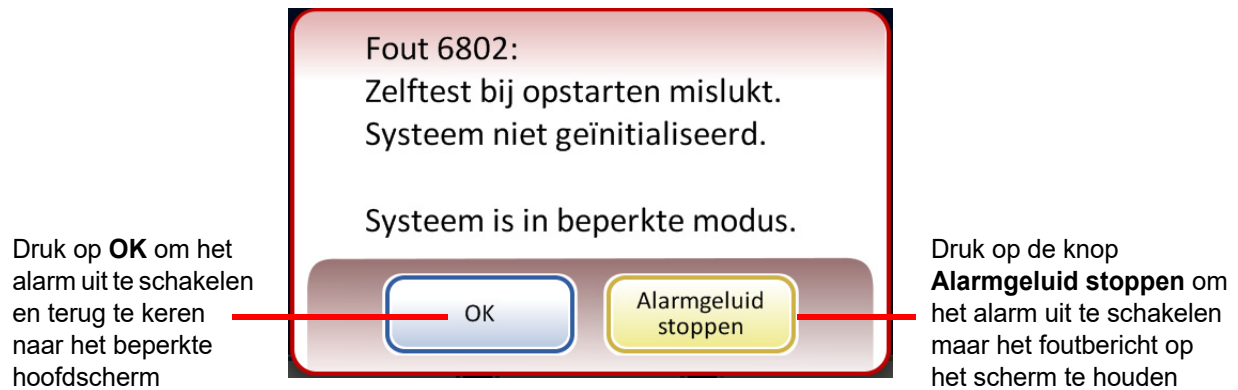 Fout 6802:
Zelftest bij opstarten mislukt.
Systeem niet geïnitialiseerd.
Systeem is in beperkte modus.
OK
Alarmgeluid
stoppen
Druk op OK om het
alarm uit te schakelen
en terug te keren
naar het beperkte
hoofdscherm
Druk op de knop
Alarmgeluid stoppen om
het alarm uit te schakelen
maar het foutbericht op
het scherm te houden